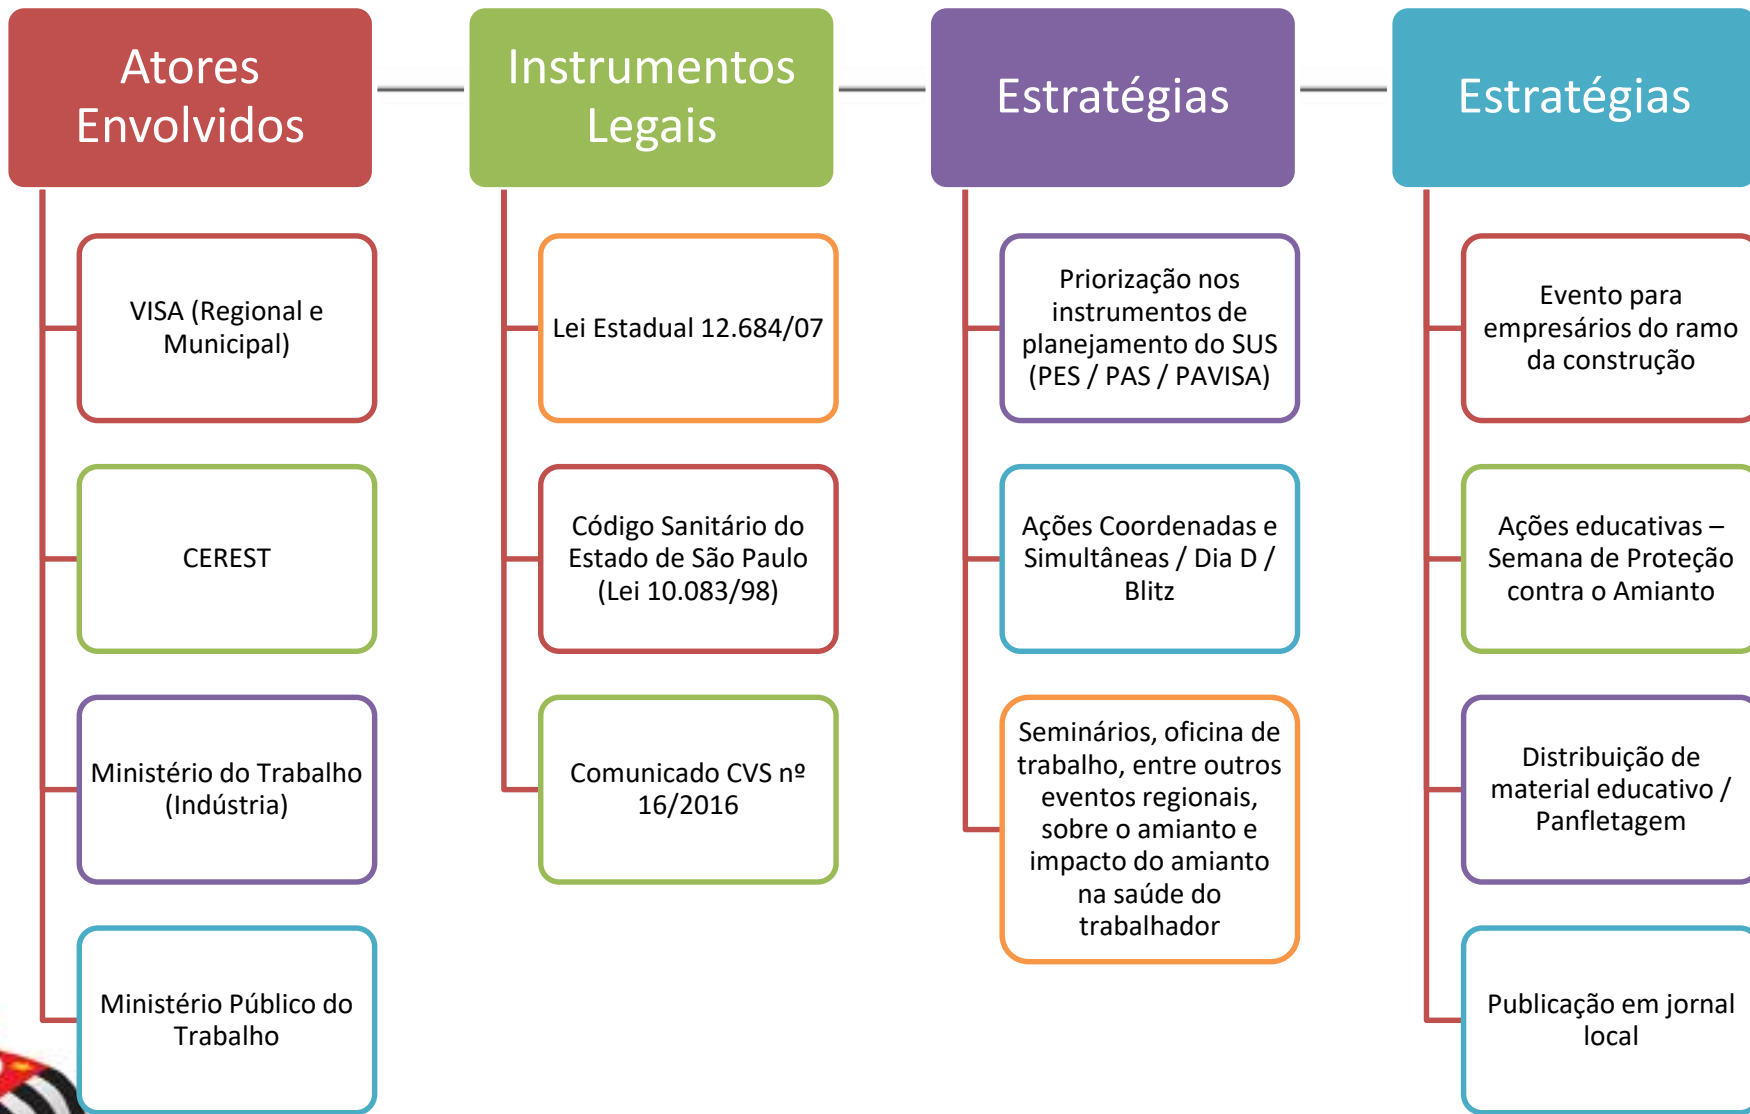 Atores
Envolvidos
VISA (Regional e
Municipal)
CEREST
Ministério do Trabalho
(Indústria)
Ministério Público do
Trabalho
Instrumentos
Legais
Lei Estadual 12.684/07
Código Sanitário do
Estado de São Paulo
(Lei 10.083/98)
Comunicado CVS nº
16/2016
Estratégias
Priorização nos
instrumentos de
planejamento do SUS
(PES / PAS / PAVISA)
Ações Coordenadas e
Simultâneas / Dia D /
Blitz
Seminários, oficina de
trabalho, entre outros
eventos regionais,
sobre o amianto e
impacto do amianto
na saúde do
trabalhador
Estratégias
Evento para
empresários do ramo
da construção
Ações educativas –
Semana de Proteção
contra o Amianto
Distribuição de
material educativo /
Panfletagem
Publicação em jornal
local